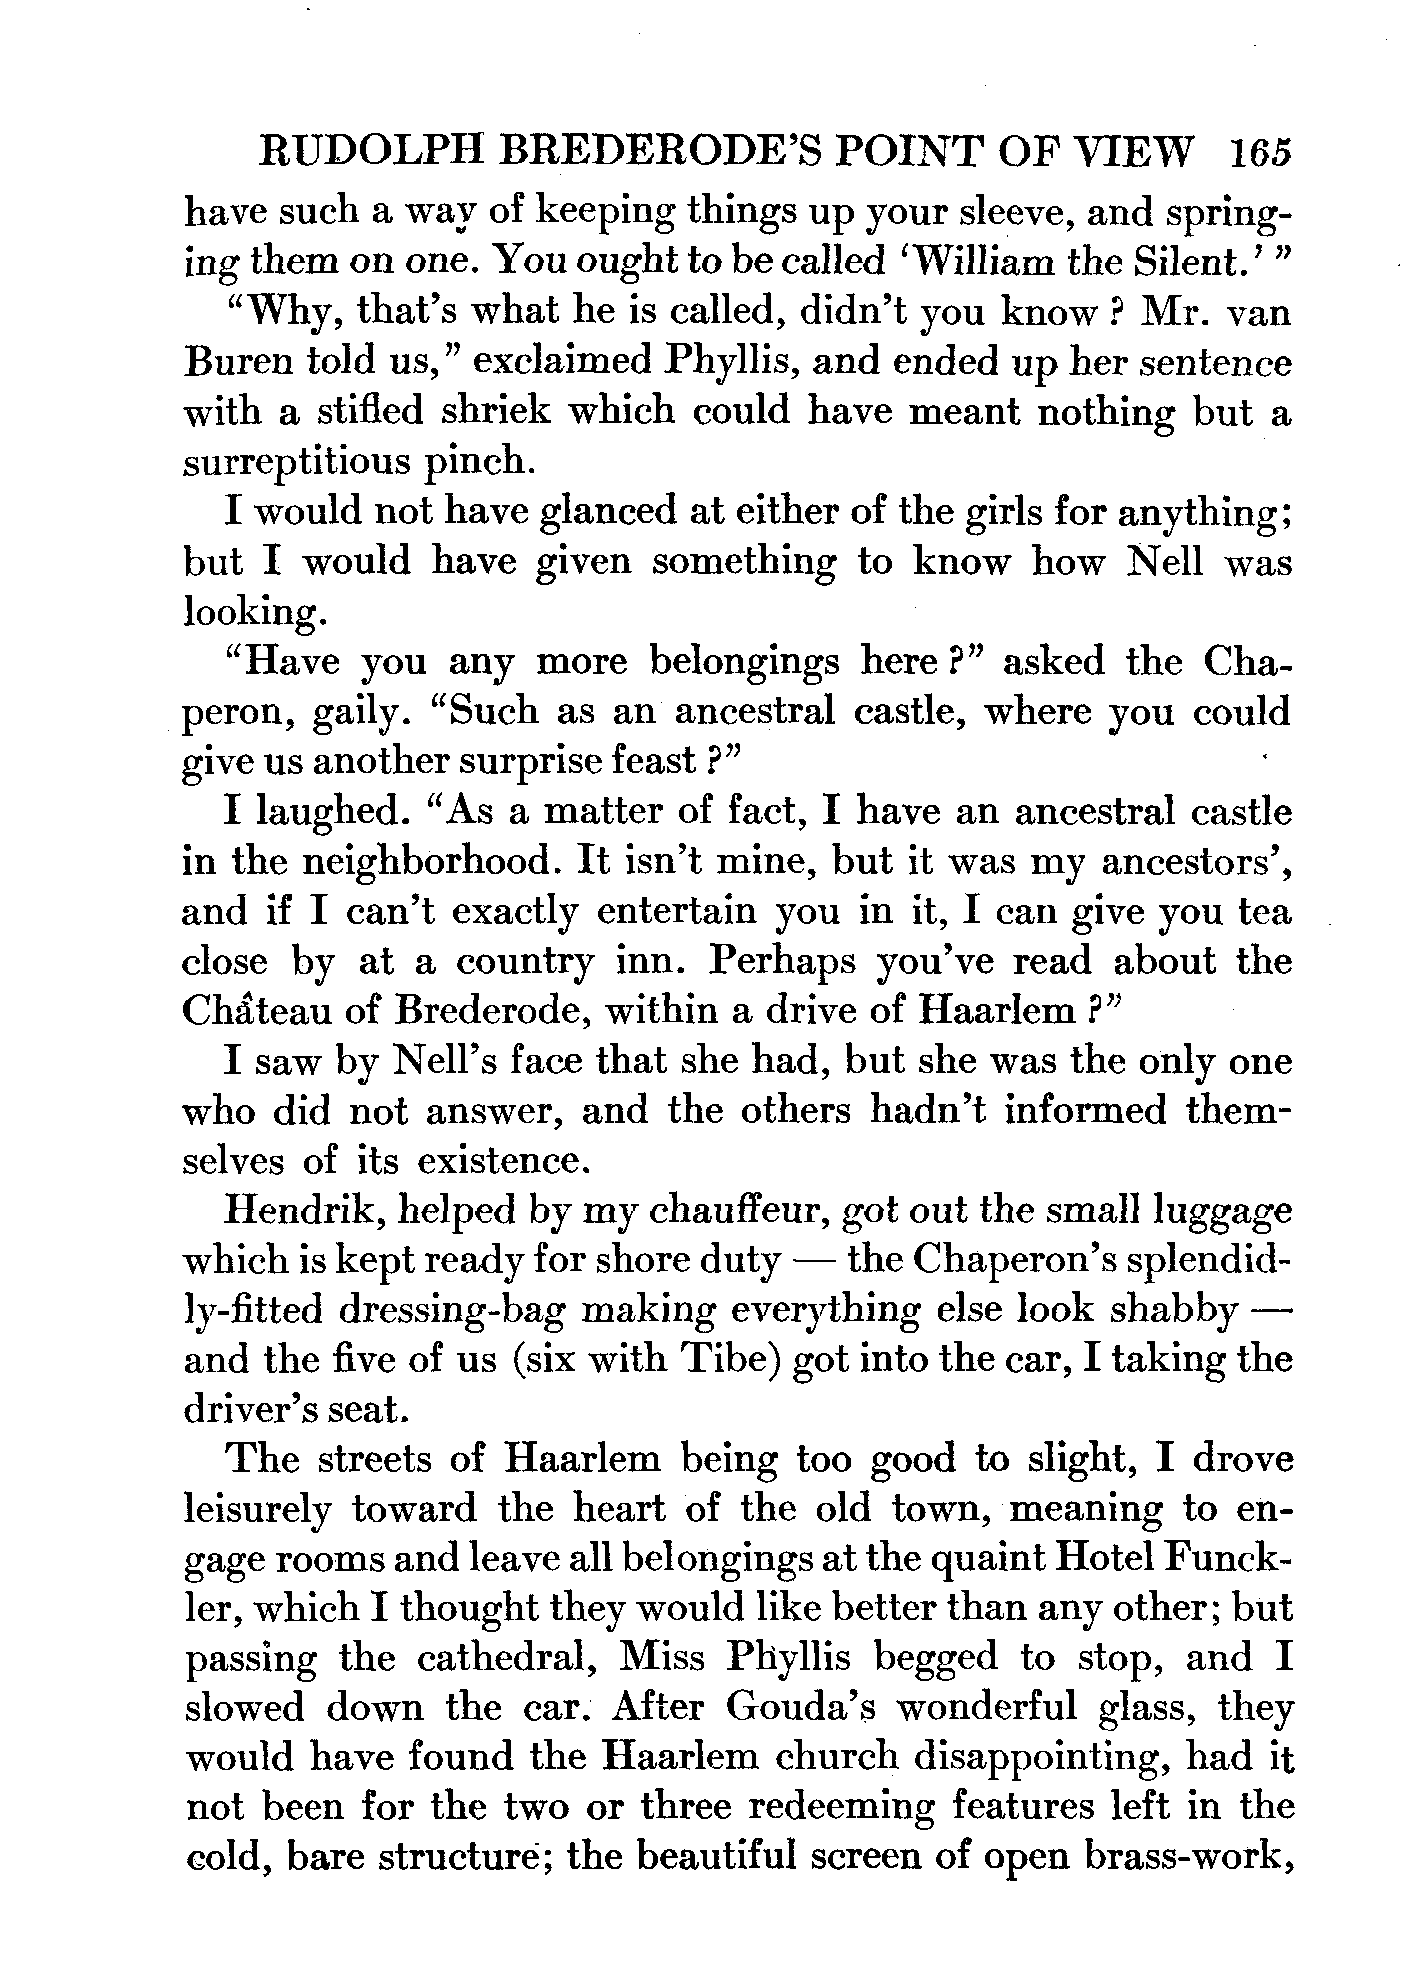 RUDOLPH BREDERODE'S POINT OF VIEW 165
have such a way of keeping things up your sleeve, and spring-
ing them on one. You ought to be called ‘William the Silent.’”
“Why, that’s what he is called, didn’t you know? Mr. van
Buren told us,” exclaimed Phyllis, and ended up her sentence
with a stifled shriek which could have meant nothing but a
surreptitious pinch.
I would not have glanced at either of the girls for anything;
but I would have given something to know how Nell was
looking.
“Have you any more belongings here?” asked the Cha-
peron, gaily. “Such as an ancestral castle, where you could
give us another surprise feast?”
I laughed. “As a matter of fact, I have an ancestral castle
in the neighborhood. It isn’t mine, but it was my ancestors’,
and if I can’t exactly entertain you in it, I can give you tea
close by at a country inn. Perhaps you’ve read about the
Château of Brederode, within a drive of Haarlem?”
I saw by Nell’s face that she had, but she was the only one
who did not answer, and the others hadn’t informed them-
selves of its existence.
Hendrik, helped by my chauffeur, got out the small luggage
which is kept ready for shore duty — the Chaperon’s splendid-
ly-fitted dressing-bag making everything else look shabby —
and the five of us (six with Tibe) got into the car, I taking the
driver’s seat.
The streets of Haarlem being too good to slight, I drove
leisurely toward the heart of the old town, meaning to en-
gage rooms and leave all belongings at the quaint Hotel Funck-
ler, which I thought they would like better than any other; but
passing the cathedral, Miss Phyllis begged to stop, and I
slowed down the car. After Gouda’s wonderful glass, they
would have found the Haarlem church disappointing, had it
not been for the two or three redeeming features left in the
cold, bare structure; the beautiful screen of open brass-work,